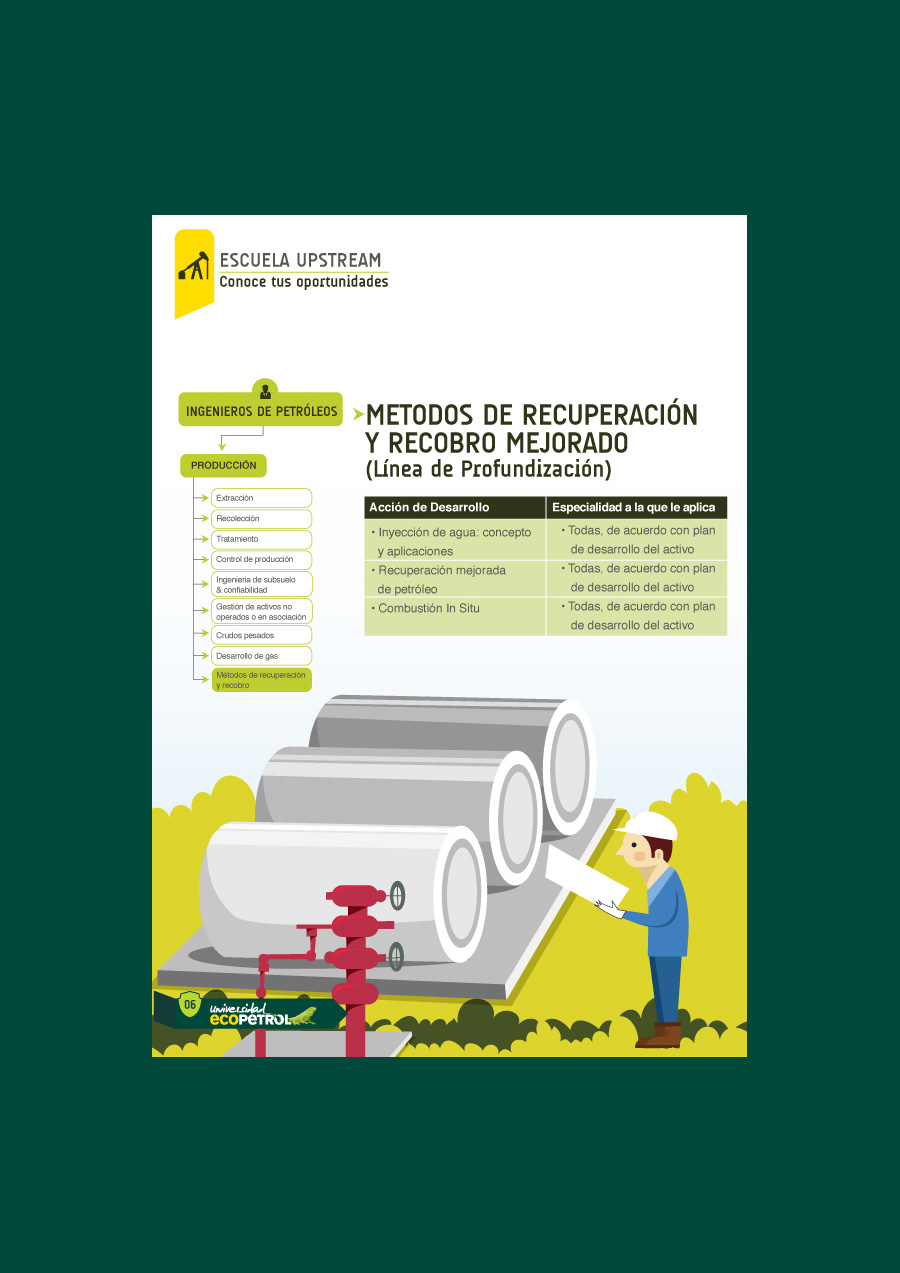 ESCUELA UPSTREAM
Conoce tus oportunidades
INGENIEROS DE PETRÓLEOS
PRODUCCIÓN
Extracción
Recolección
Tratamiento
Control de producción
Ingenieria de subsuelo
& confiabilidad
Gestión de activos no
operados o en asociación
Crudos pesados
Desarrollo de gas
Métodos de recuperación
y recobro
METODOS DE RECUPERACIÓN
Y RECOBRO MEJORADO
(Línea de Profundización)
Acción de Desarrollo
Especialidad a la que le aplica
• Inyección de agua: concepto
y aplicaciones
• Todas, de acuerdo con plan
de desarrollo del activo
• Recuperación mejorada
de petróleo
• Todas, de acuerdo con plan
de desarrollo del activo
• Combustión In Situ
• Todas, de acuerdo con plan
de desarrollo del activo
06
universidad
ECOPETROL